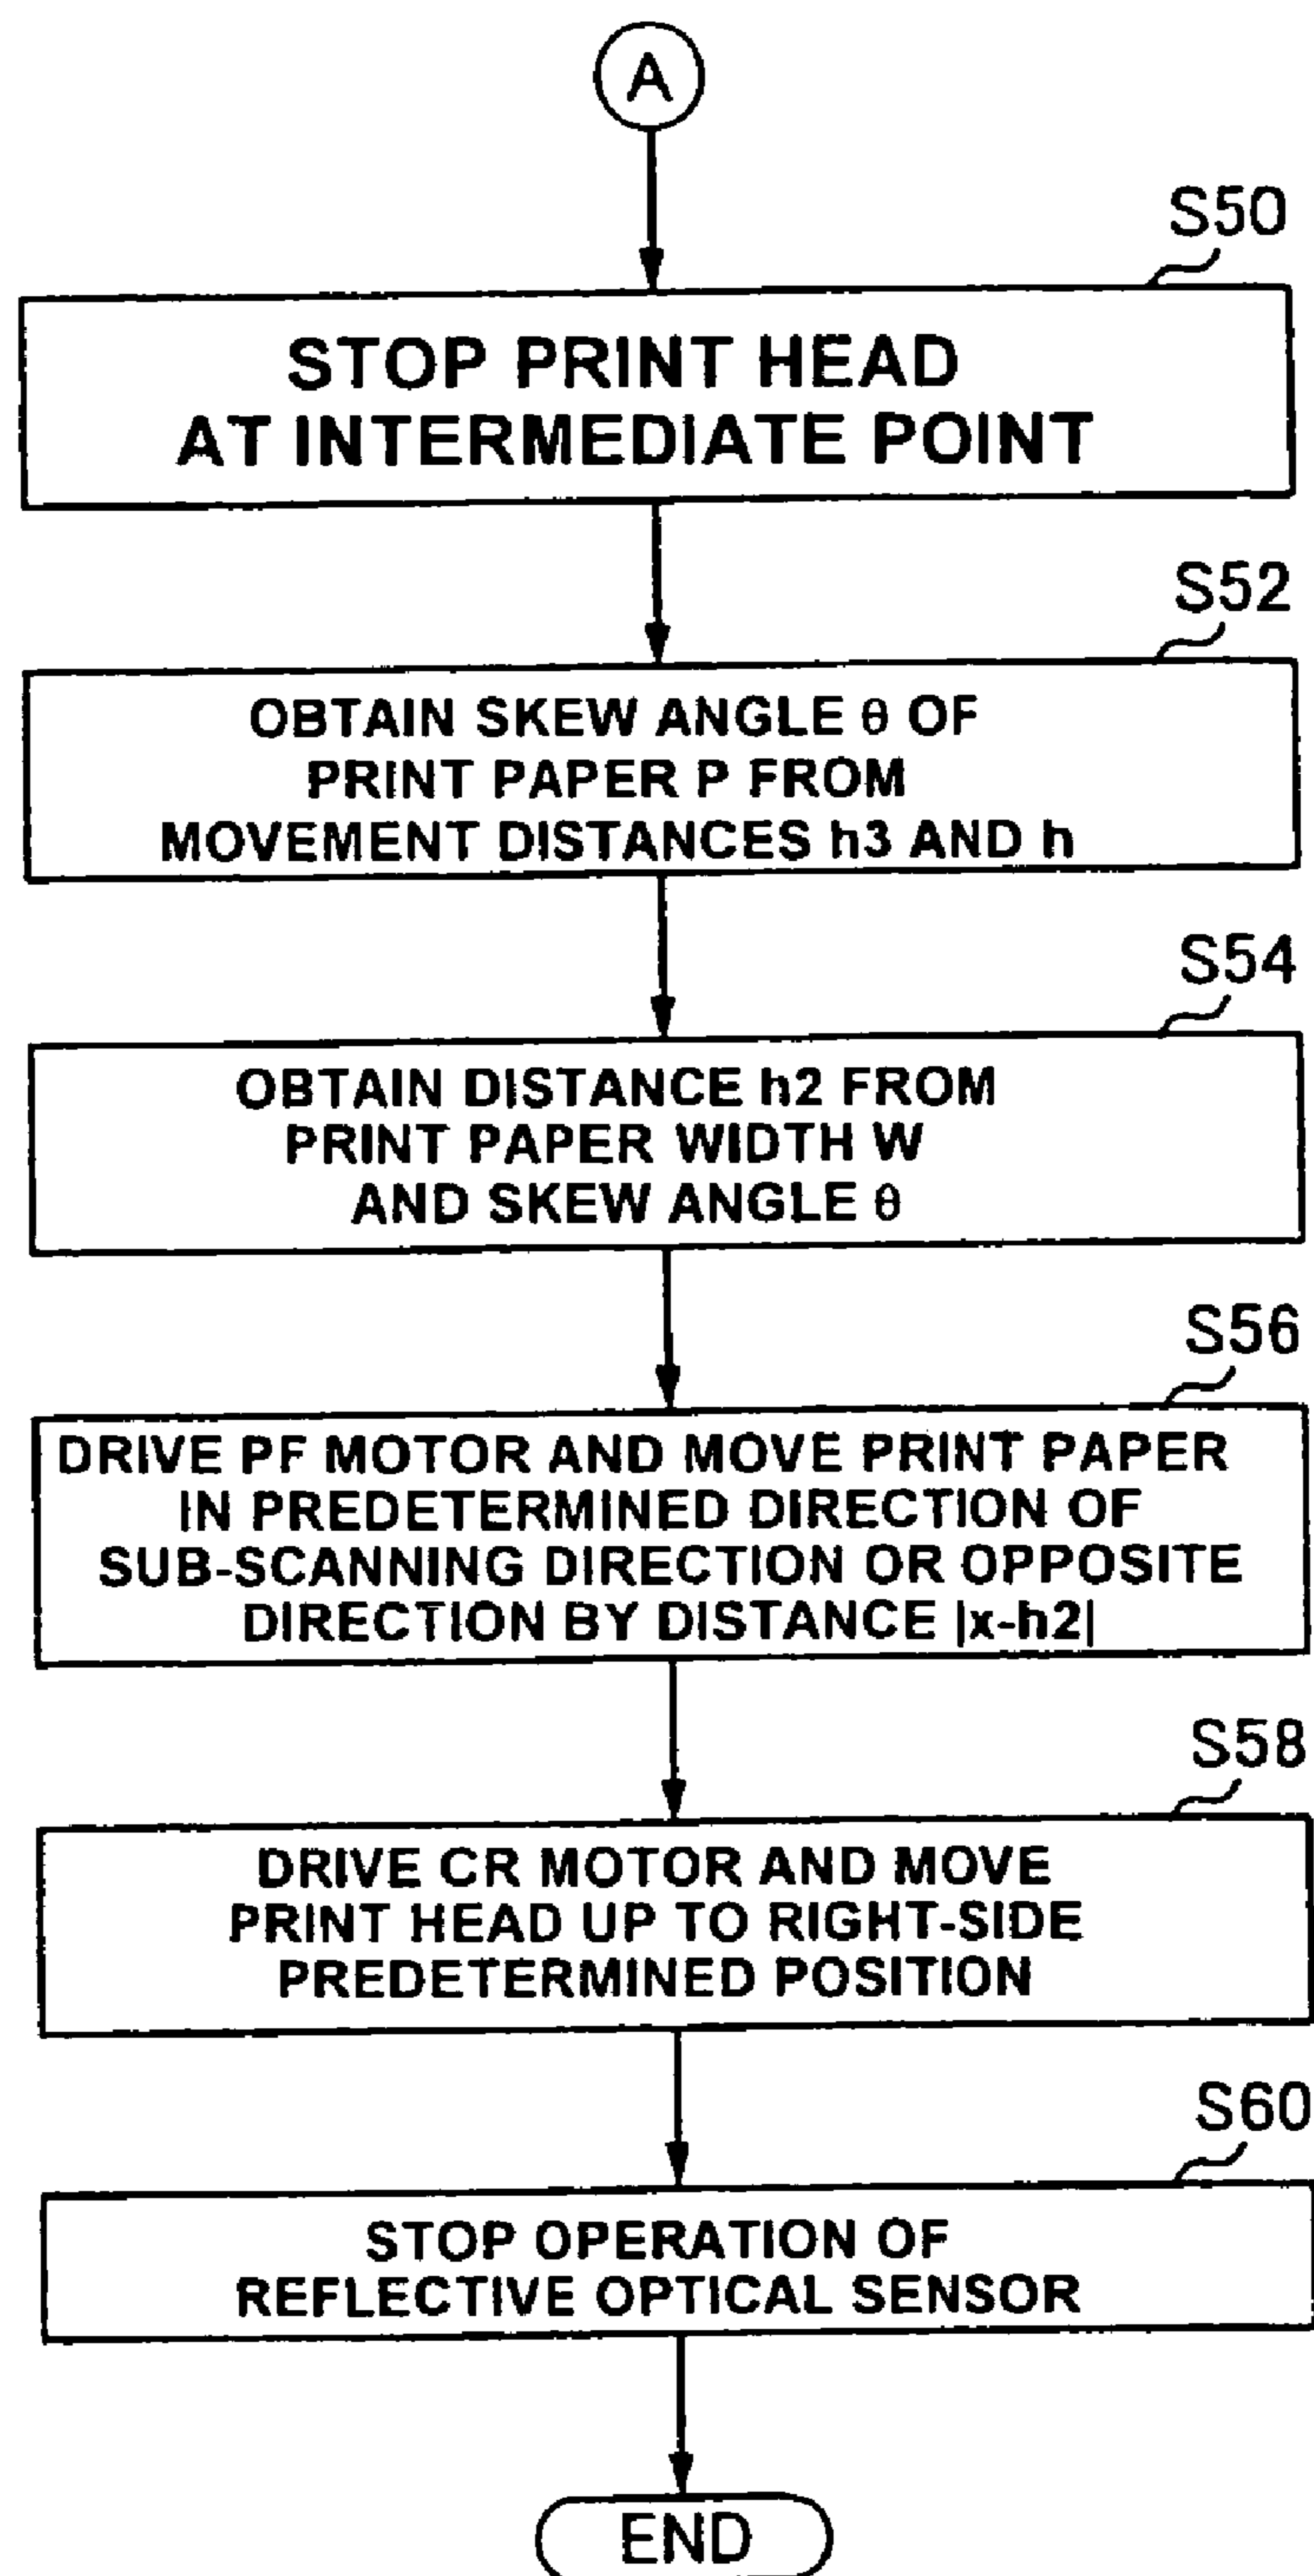 A
S50
STOP PRINT HEAD
AT INTERMEDIATE POINT
S52
OBTAIN SKEW ANGLE θ OF
PRINT PAPER P FROM
MOVEMENT DISTANCES h3 AND h
S54
OBTAIN DISTANCE h2 FROM
PRINT PAPER WIDTH W
AND SKEW ANGLE θ
S56
DRIVE PF MOTOR AND MOVE PRINT PAPER
IN PREDETERMINED DIRECTION OF
SUB-SCANNING DIRECTION OR OPPOSITE
DIRECTION BY DISTANCE |x-h2|
S58
DRIVE CR MOTOR AND MOVE
PRINT HEAD UP TO RIGHT-SIDE
PREDETERMINED POSITION
S60
STOP OPERATION OF
REFLECTIVE OPTICAL SENSOR
END